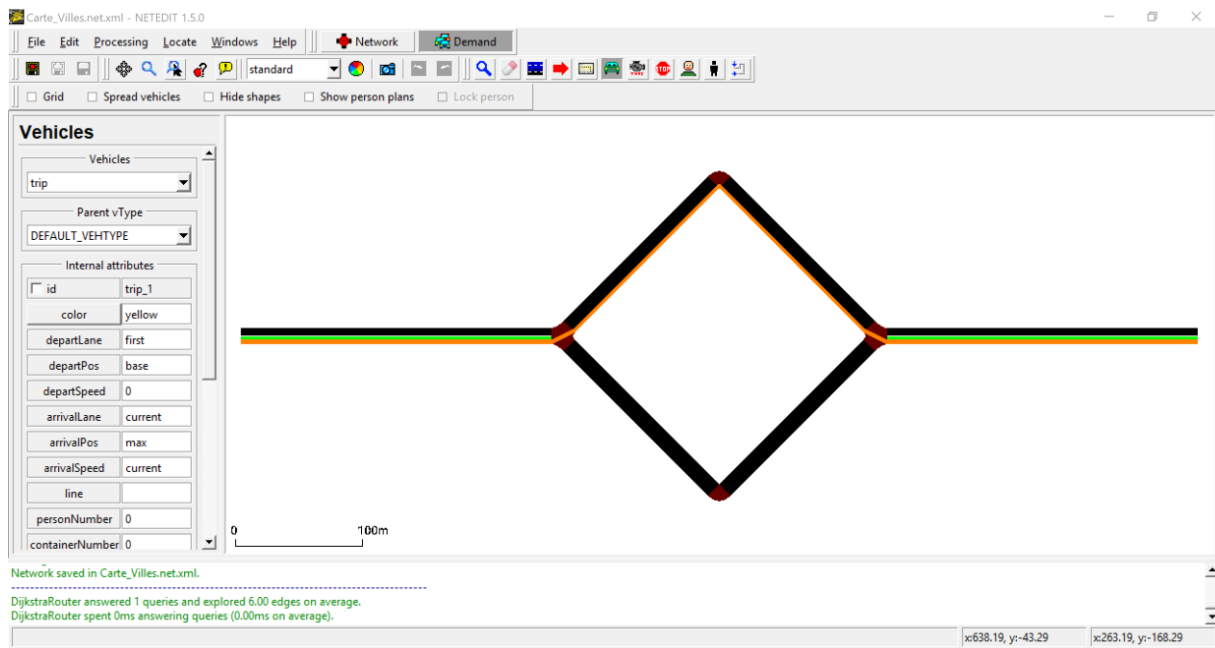 Carte_Villes.net.xml - NETEDIT 1.5.0
File Edit Processing Locate Windows Help Network Demand
standard
Grid Spread vehicles Hide shapes Show person plans Lock person
Vehicles
Vehicles
trip
Parent vType
DEFAULT_VEHTYPE
Internal attributes
id trip_1
color yellow
departLane first
departPos base
departSpeed 0
arrivalLane current
arrivalPos max
arrivalSpeed current
line
personNumber 0
containerNumber 0
0 100m
Network saved in Carte_Villes.net.xml.
DijkstraRouter answered 1 queries and explored 6.00 edges on average.
DijkstraRouter spent 0ms answering queries (0.00ms on average).
x:638.19, y:-43.29 x:263.19, y:-168.29